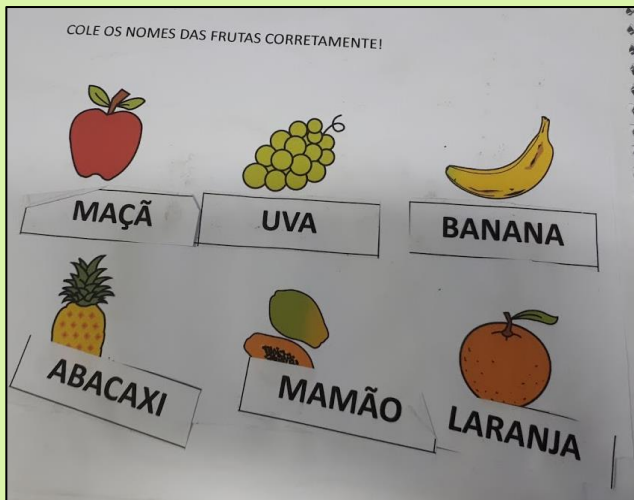 COLE OS NOMES DAS FRUTAS CORRETAMENTE!
MAÇÃ
UVA
BANANA
ABACAXI
MAMÃO
LARANJA